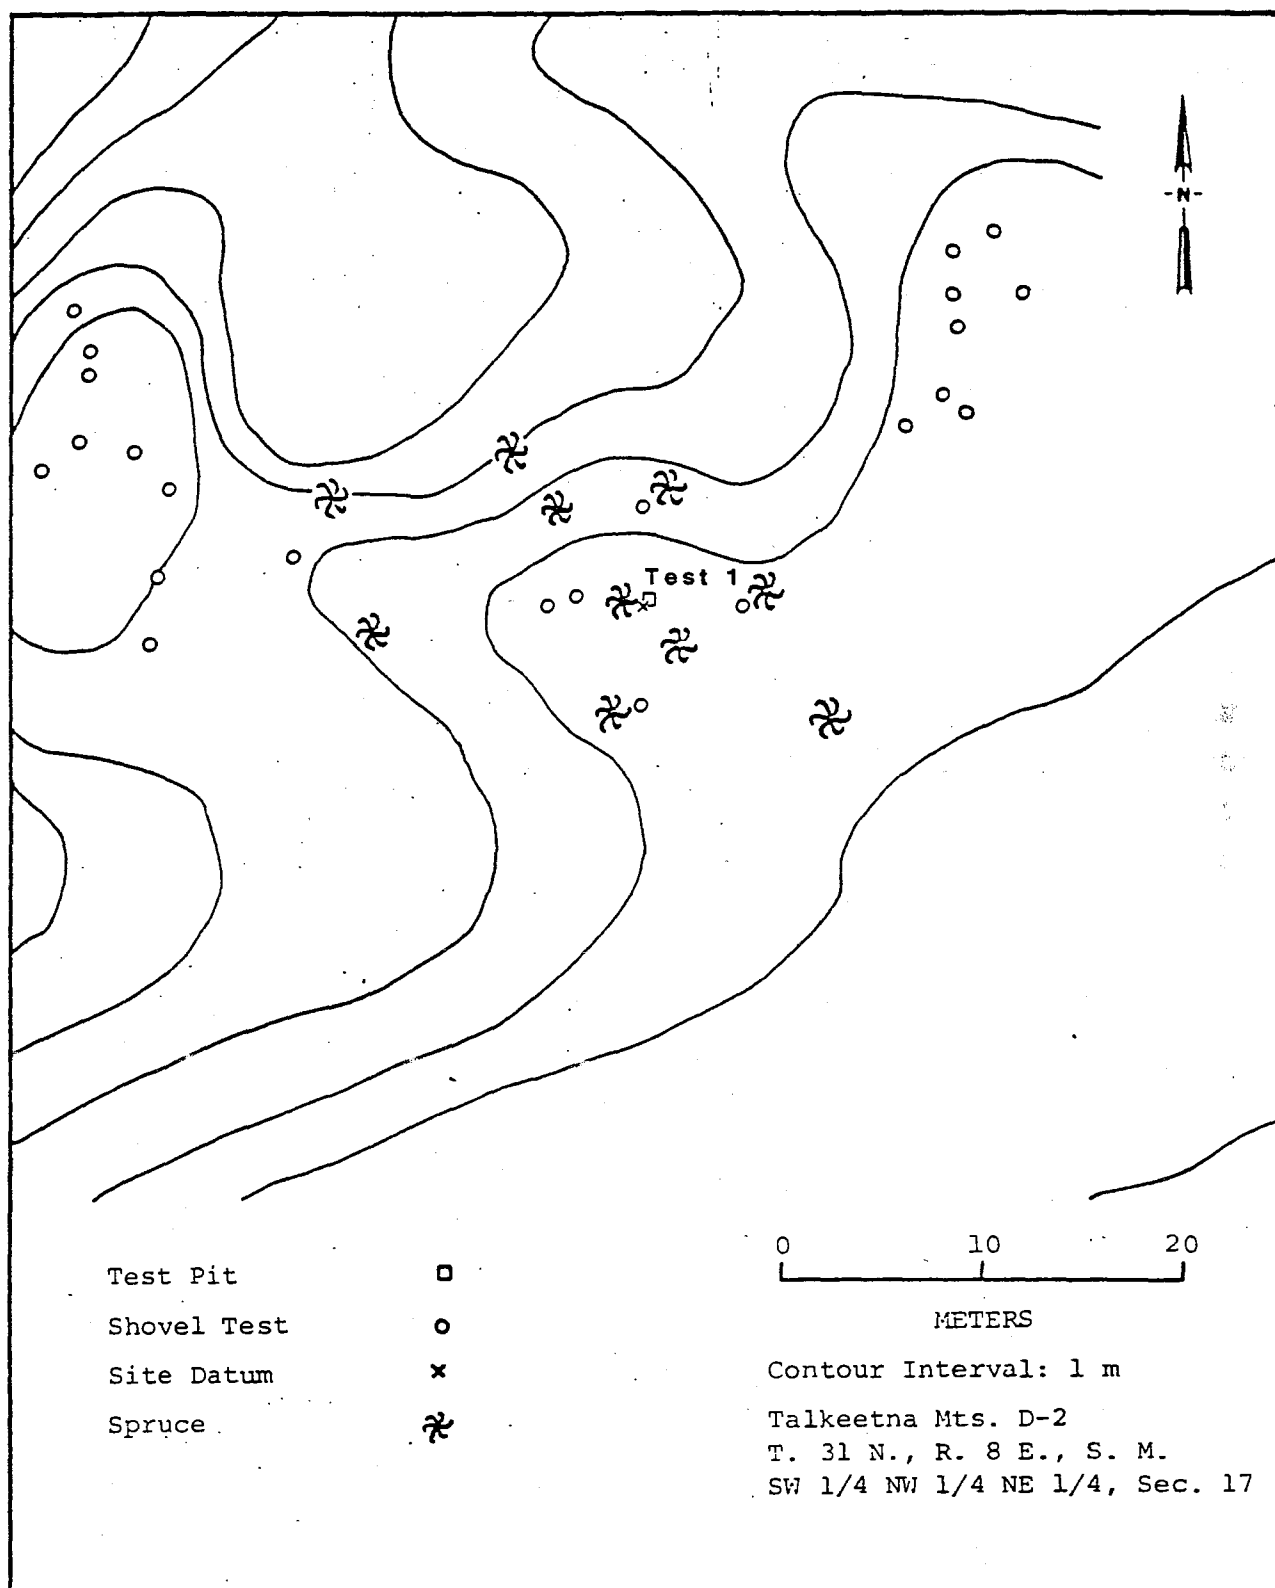 -N-
Test 1
Test Pit
Shovel Test
Site Datum
Spruce
0 10 20
METERS
Contour Interval: 1 m
Talkeetna Mts. D-2
T. 31 N., R. 8 E., S. M.
SW 1/4 NW 1/4 NE 1/4, Sec. 17